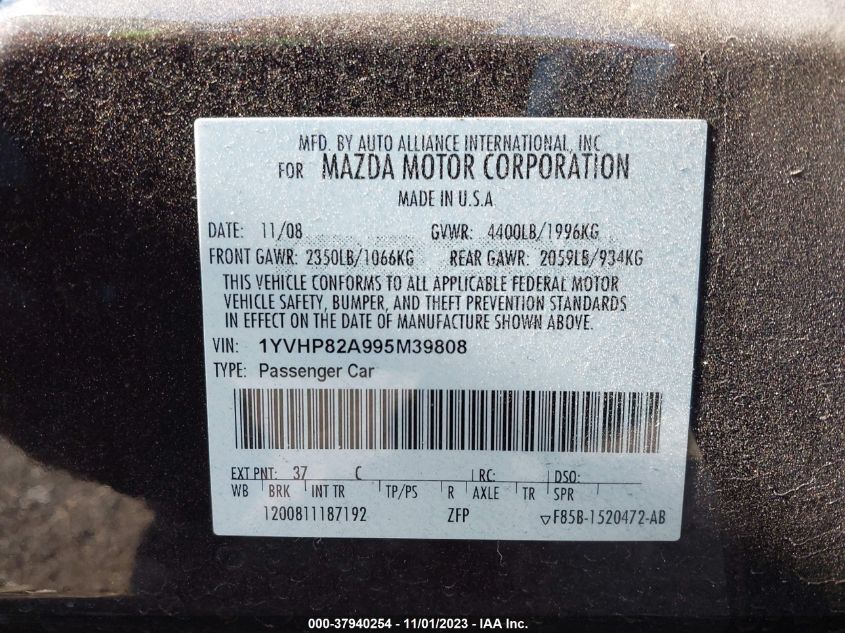 MFD. BY AUTO ALLIANCE INTERNATIONAL, INC
FOR MAZDA MOTOR CORPORATION
MADE IN U.S.A
DATE: 11/08 GVWR: 4400LB/1996KG
FRONT GAWR: 2350LB/1066KG REAR GAWR: 2059LB/934KG
THIS VEHICLE CONFORMS TO ALL APPLICABLE FEDERAL MOTOR
VEHICLE SAFETY, BUMPER, AND THEFT PREVENTION STANDARDS
IN EFFECT ON THE DATE OF MANUFACTURE SHOWN ABOVE.
VIN: 1YVHP82A995M39808
TYPE: Passenger Car
EXT PNT: 37 C RC: DSO:
WB BRK INT TR TP/PS R AXLE TR SPR
1200811187192 ZFP ▽F85B-1520472-AB
000-37940254 - 11/01/2023 - IAA Inc.